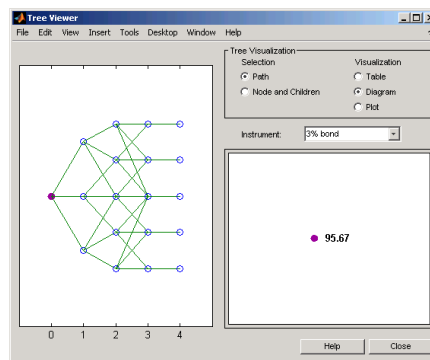 Tree Viewer
File Edit View Insert Tools Desktop Window Help
Tree Visualization
Selection
Visualization
Path
Table
Node and Children
Diagram
Plot
Instrument:
3% bond
95.67
0 1 2 3 4
Help
Close